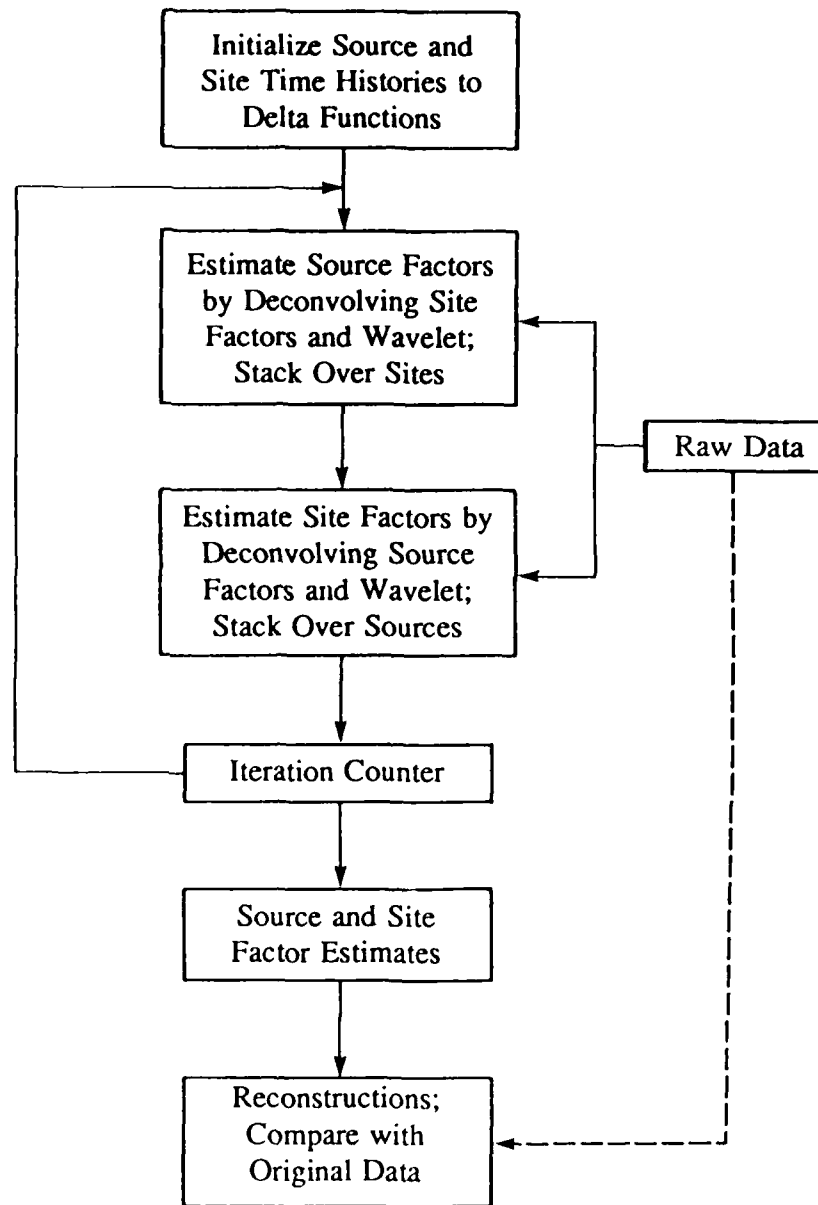 Initialize Source and
Site Time Histories to
Delta Functions
Estimate Source Factors
by Deconvolving Site
Factors and Wavelet;
Stack Over Sites
Raw Data
Estimate Site Factors by
Deconvolving Source
Factors and Wavelet;
Stack Over Sources
Iteration Counter
Source and Site
Factor Estimates
Reconstructions;
Compare with
Original Data